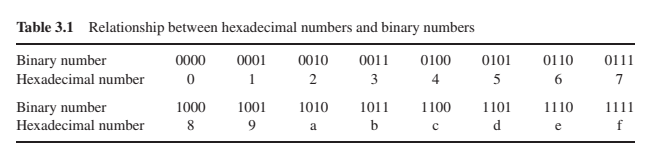 Table 3.1 Relationship between hexadecimal numbers and binary numbers
Binary number 0000 0001 0010 0011 0100 0101 0110 0111
Hexadecimal number 0 1 2 3 4 5 6 7
Binary number 1000 1001 1010 1011 1100 1101 1110 1111
Hexadecimal number 8 9 a b c d e f